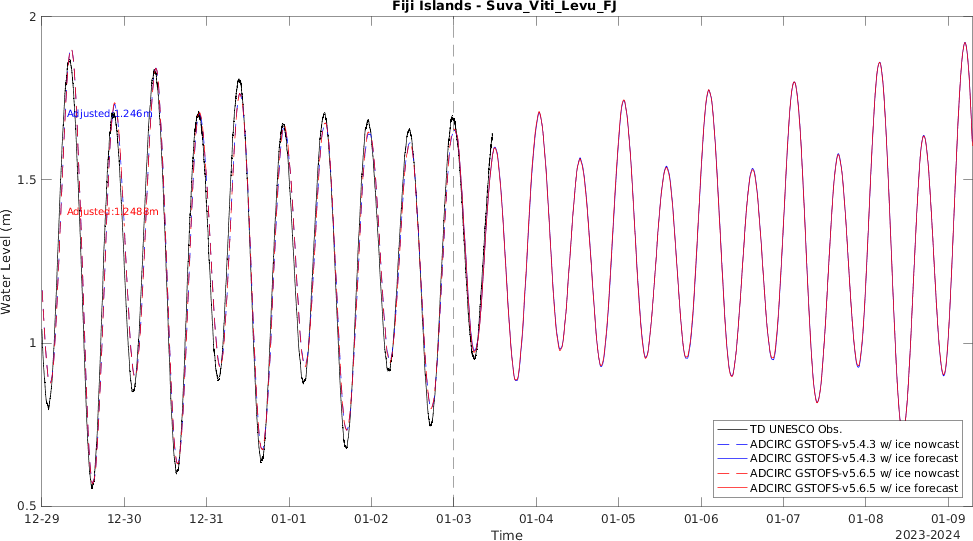 Fiji Islands - Suva_Viti_Levu_FJ
2
Adjusted:1.246m
1.5
Adjusted:1.2488m
Water Level (m)
1
TD UNESCO Obs.
ADCIRC GSTOFS-v5.4.3 w/ ice nowcast
ADCIRC GSTOFS-v5.4.3 w/ ice forecast
ADCIRC GSTOFS-v5.6.5 w/ ice nowcast
ADCIRC GSTOFS-v5.6.5 w/ ice forecast
0.5
12-29 12-30 12-31 01-01 01-02 01-03 01-04 01-05 01-06 01-07 01-08 01-09
Time
2023-2024